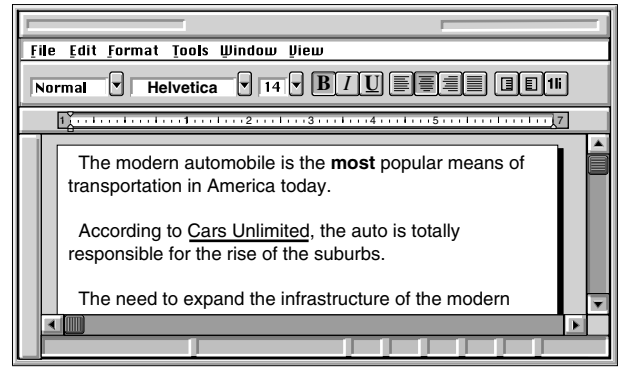 File Edit Format Tools Window View
Normal Helvetica 14 B I U 1li
1 1 2 3 4 5 7
The modern automobile is the most popular means of
transportation in America today.
According to Cars Unlimited, the auto is totally
responsible for the rise of the suburbs.
The need to expand the infrastructure of the modern